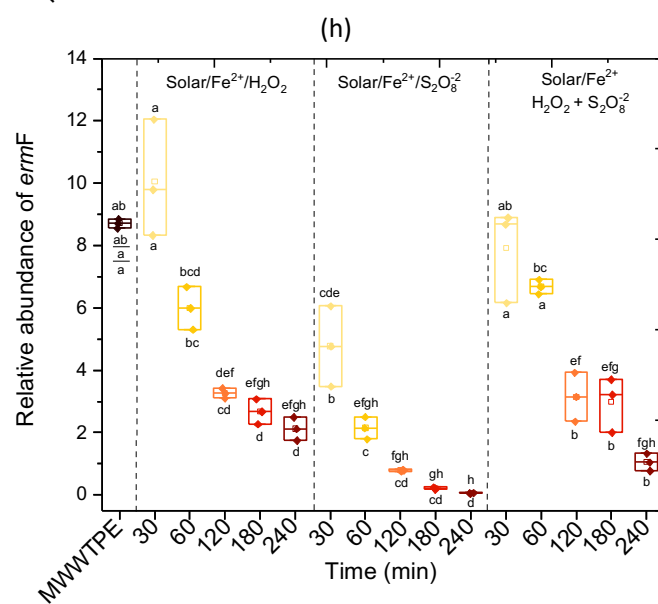 (h)
Relative abundance of ermF
14
12
10
8
6
4
2
0
Solar/Fe²⁺/H₂O₂
Solar/Fe²⁺/S₂O₈⁻²
Solar/Fe²⁺
H₂O₂ + S₂O₈⁻²
ab
ab
a
a
a
a
bcd
bc
def
cd
efgh
d
efgh
d
cde
b
efgh
c
fgh
cd
gh
cd
h
d
ab
a
bc
a
ef
b
efg
b
fgh
b
MWWTPE
30
60
120
180
240
30
60
120
180
240
30
60
120
180
240
Time (min)